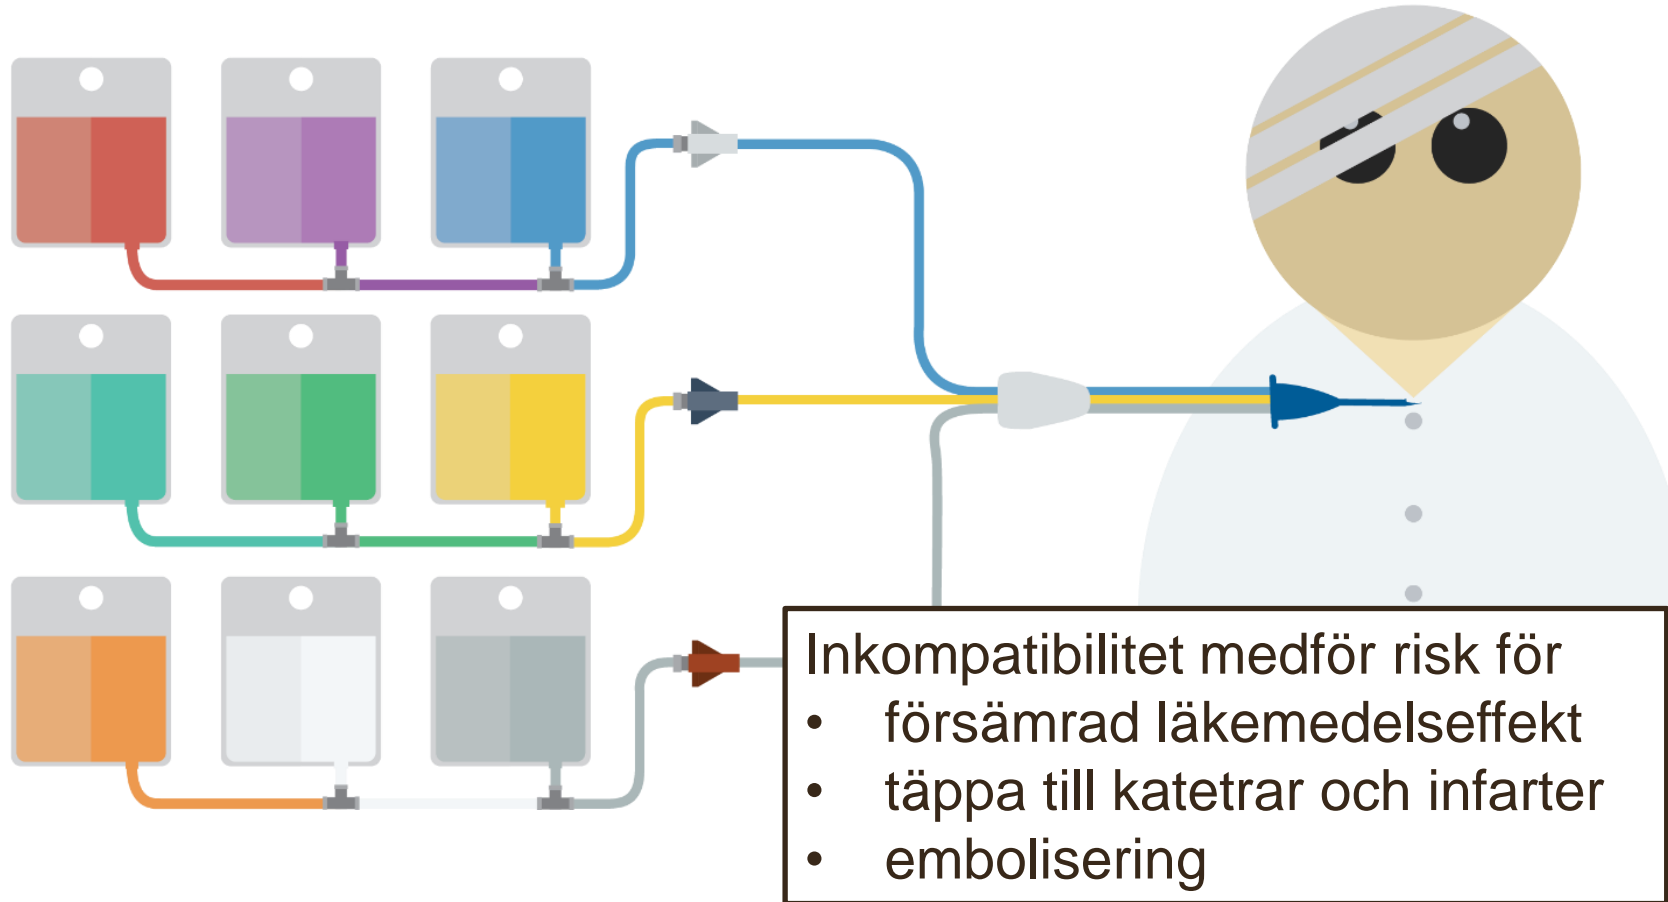 Inkompatibilitet medför risk för
• försämrad läkemedelseffekt
• täppa till katetrar och infarter
• embolisering